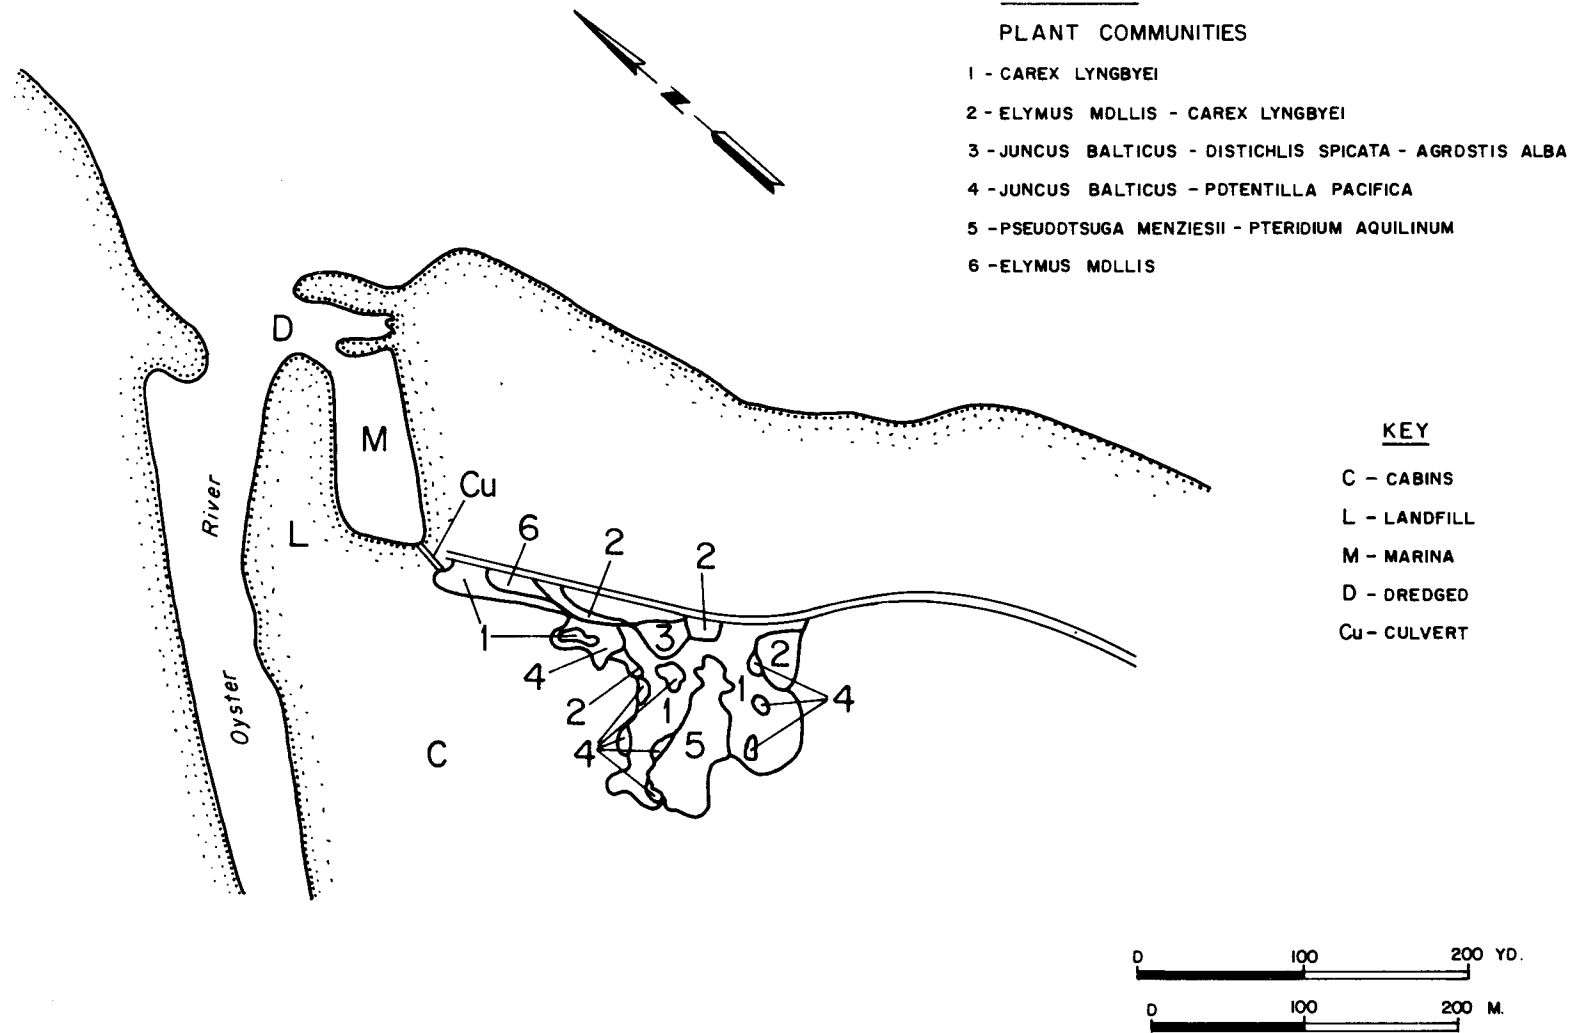 PLANT COMMUNITIES
1 - CAREX LYNGBYEI
2 - ELYMUS MOLLIS - CAREX LYNGBYEI
3 - JUNCUS BALTICUS - DISTICHLIS SPICATA - AGROSTIS ALBA
4 - JUNCUS BALTICUS - POTENTILLA PACIFICA
5 - PSEUDOTSUGA MENZIESII - PTERIDIUM AQUILINUM
6 - ELYMUS MOLLIS
N
D
M
KEY
C - CABINS
L - LANDFILL
M - MARINA
D - DREDGED
Cu - CULVERT
Cu
River
L
6
2
2
1
3
4
2
1
4
2
1
Oyster
4
5
C
0 100 200 YD.
0 100 200 M.